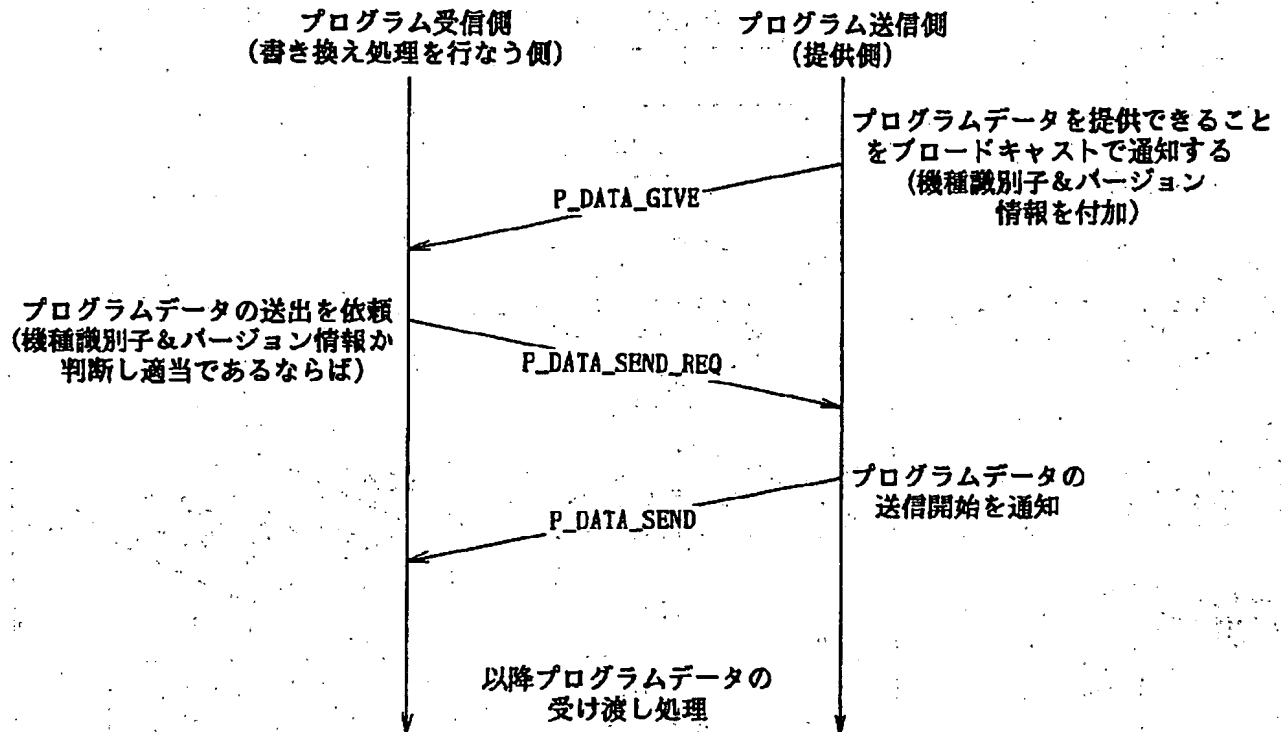 プログラム受信側
(書き換え処理を行なう側)
プログラム送信側
(提供側)
プログラムデータを提供できること
をブロードキャストで通知する
(機種識別子&バージョン
情報を付加)
P_DATA_GIVE
プログラムデータの送出を依頼
(機種識別子&バージョン情報か
判断し適当であるならば)
P_DATA_SEND_REQ
プログラムデータの
送信開始を通知
P_DATA_SEND
以降プログラムデータの
受け渡し処理